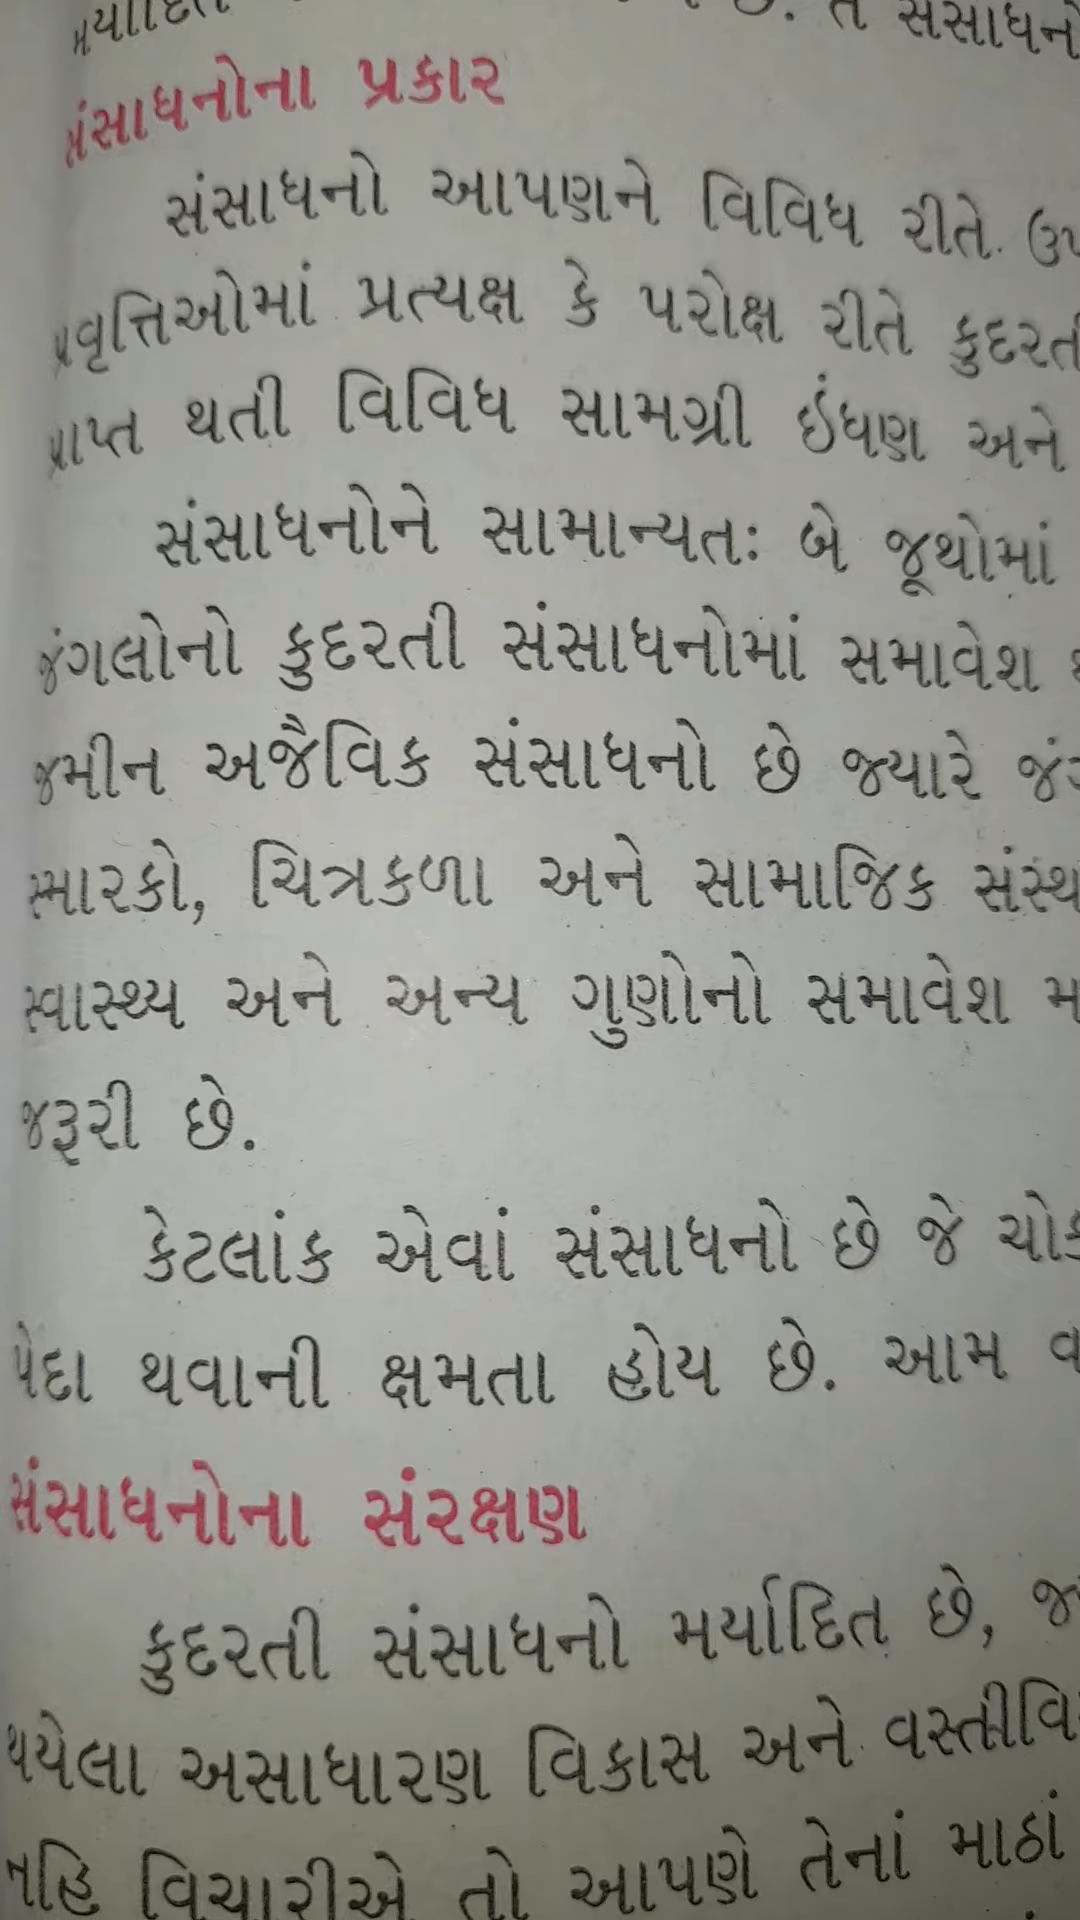 સંસાધનોના પ્રકાર
સંસાધનો આપણને વિવિધ રીતે
પ્રવૃત્તિઓમાં પ્રત્યક્ષ કે પરોક્ષ રીતે
પ્રાપ્ત થતી વિવિધ સામગ્રી ઇંધણ અને
સંસાધનોને સામાન્યતઃ બે જૂથોમાં
જંગલોનો કુદરતી સંસાધનોમાં સમાવેશ
જમીન અજૈવિક સંસાધનો છે જ્યારે
સ્મારકો, ચિત્રકળા અને સામાજિક
સ્વાસ્થ્ય અને અન્ય ગુણોનો સમાવેશ
જરૂરી છે.
કેટલાંક એવાં સંસાધનો છે જે
પેદા થવાની ક્ષમતા હોય છે. આમ
સંસાધનોના સંરક્ષણ
કુદરતી સંસાધનો મર્યાદિત છે,
થયેલા અસાધારણ વિકાસ અને
નહિ વિચારીએ તો આપણે તેનાં માઠાં